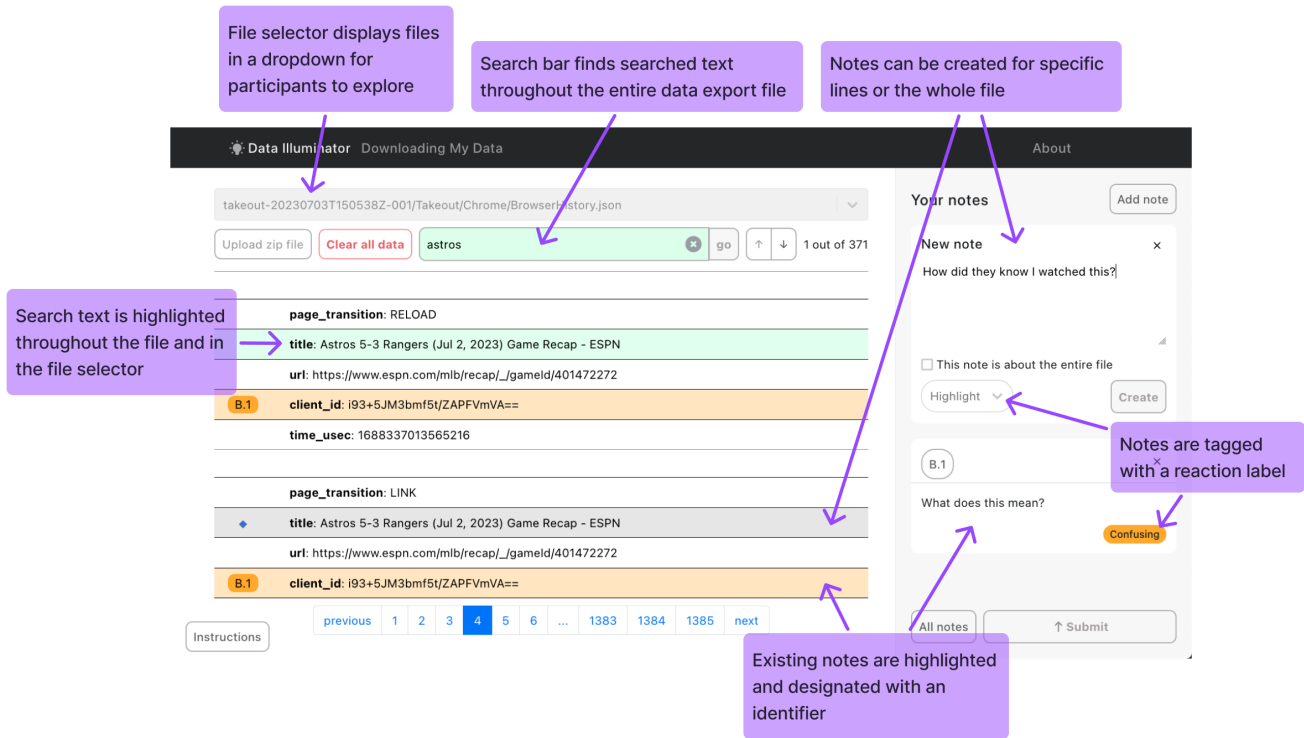 File selector displays files
in a dropdown for
participants to explore
Search bar finds searched text
throughout the entire data export file
Notes can be created for specific
lines or the whole file
Data Illuminator Downloading My Data About
takeout-20230703T150538Z-001/Takeout/Chrome/BrowserHistory.json
Upload zip file Clear all data astros go 1 out of 371
Search text is highlighted
throughout the file and in
the file selector
page_transition: RELOAD
title: Astros 5-3 Rangers (Jul 2, 2023) Game Recap - ESPN
url: https://www.espn.com/mlb/recap/_/gameId/401472272
B.1 client_id: i93+5JM3bmf5t/ZAPFVmVA==
time_usec: 1688337013565216
page_transition: LINK
title: Astros 5-3 Rangers (Jul 2, 2023) Game Recap - ESPN
url: https://www.espn.com/mlb/recap/_/gameId/401472272
B.1 client_id: i93+5JM3bmf5t/ZAPFVmVA==
previous 1 2 3 4 5 6 ... 1383 1384 1385 next
Instructions
Your notes Add note
New note
How did they know I watched this?
This note is about the entire file
Highlight Create
Notes are tagged
with a reaction label
B.1
What does this mean?
Confusing
All notes ↑ Submit
Existing notes are highlighted
and designated with an
identifier